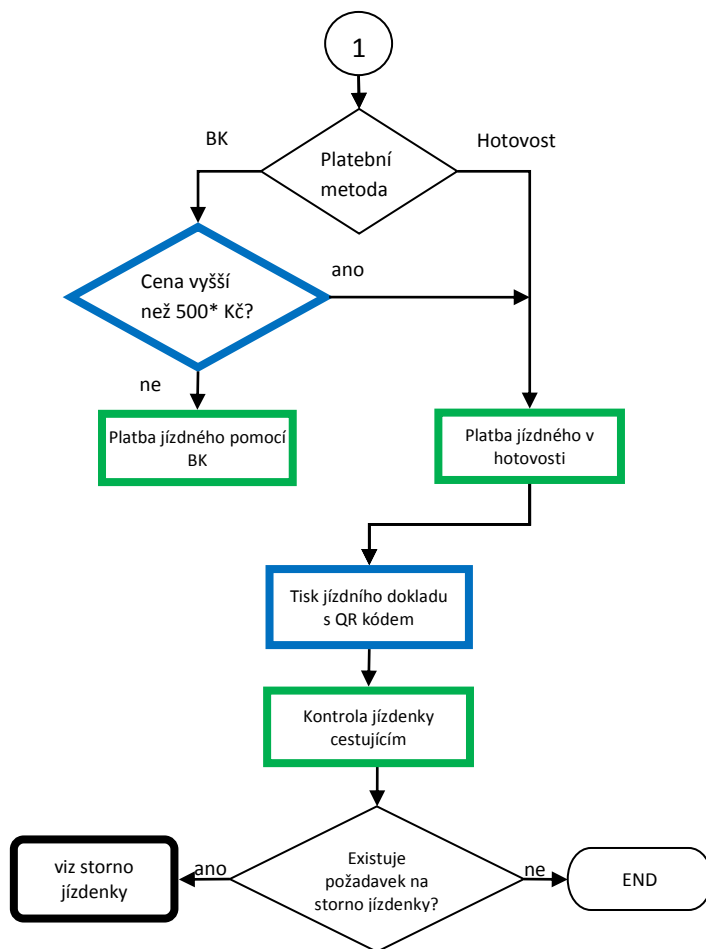 1
BK
Hotovost
Platební
metoda
Cena vyšší
než 500* Kč?
ano
ne
Platba jízdného pomocí
BK
Platba jízdného v
hotovosti
Tisk jízdního dokladu
s QR kódem
Kontrola jízdenky
cestujícím
viz storno
jízdenky
ano
Existuje
požadavek na
storno jízdenky?
ne
END